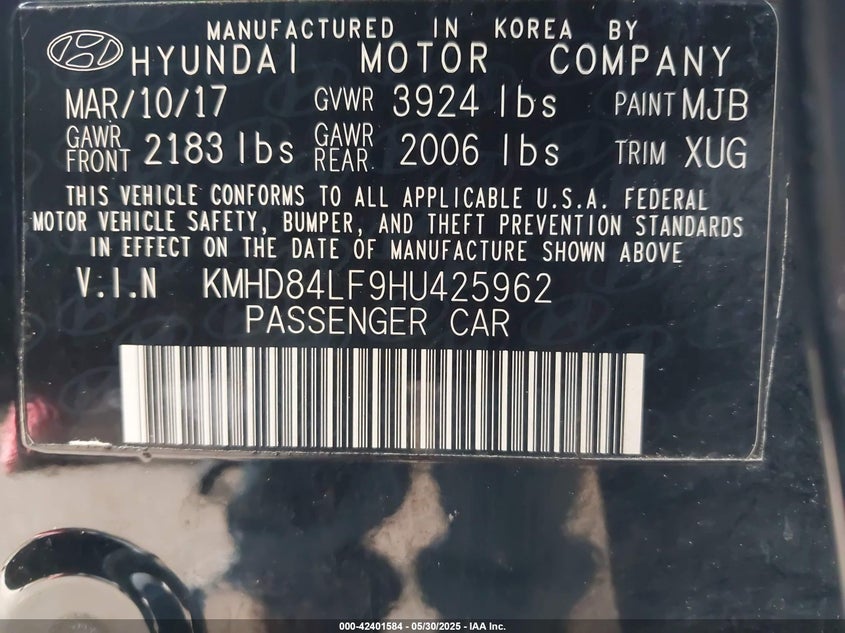 MANUFACTURED IN KOREA BY
HYUNDAI MOTOR COMPANY
MAR/10/17 GVWR 3924 lbs PAINT MJB
GAWR FRONT 2183 lbs GAWR REAR 2006 lbs TRIM XUG
THIS VEHICLE CONFORMS TO ALL APPLICABLE U.S.A. FEDERAL
MOTOR VEHICLE SAFETY, BUMPER, AND THEFT PREVENTION STANDARDS
IN EFFECT ON THE DATE OF MANUFACTURE SHOWN ABOVE
V.I.N KMHD84LF9HU425962
PASSENGER CAR
000-42401584 - 05/30/2025 - IAA Inc.